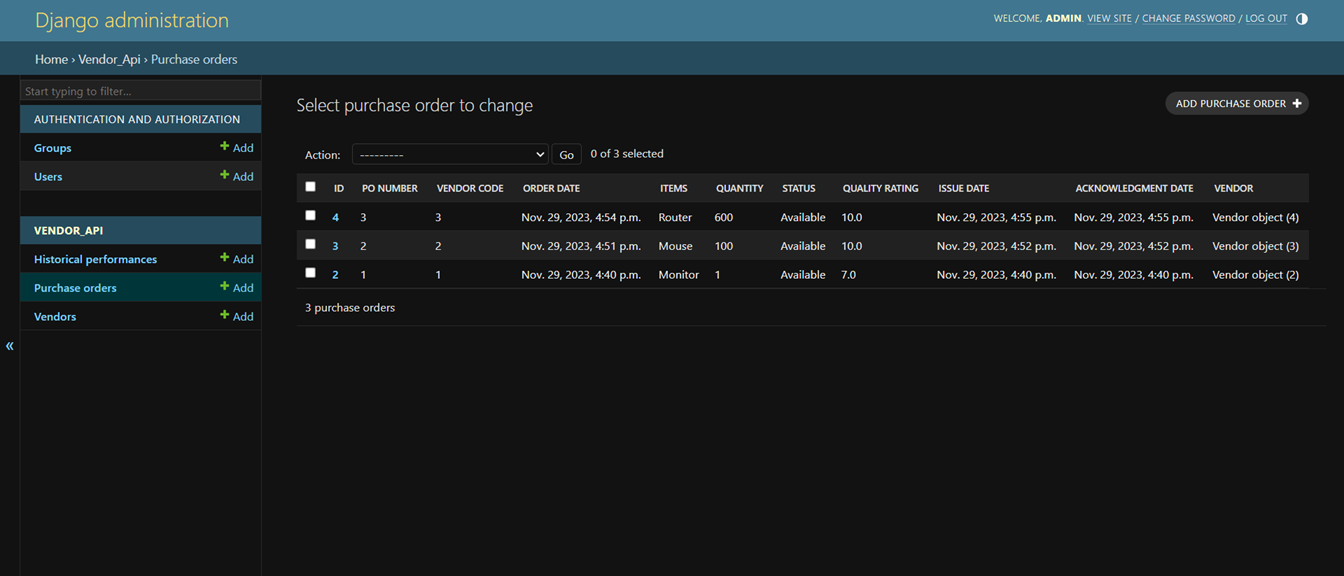 Django administration
WELCOME, ADMIN. VIEW SITE / CHANGE PASSWORD / LOG OUT
Home › Vendor_Api › Purchase orders
Start typing to filter...
AUTHENTICATION AND AUTHORIZATION
Groups + Add
Users + Add
VENDOR_API
Historical performances + Add
Purchase orders + Add
Vendors + Add
«
Select purchase order to change
ADD PURCHASE ORDER +
Action: --------- Go 0 of 3 selected
ID PO NUMBER VENDOR CODE ORDER DATE ITEMS QUANTITY STATUS QUALITY RATING ISSUE DATE ACKNOWLEDGMENT DATE VENDOR
4 3 3 Nov. 29, 2023, 4:54 p.m. Router 600 Available 10.0 Nov. 29, 2023, 4:55 p.m. Nov. 29, 2023, 4:55 p.m. Vendor object (4)
3 2 2 Nov. 29, 2023, 4:51 p.m. Mouse 100 Available 10.0 Nov. 29, 2023, 4:52 p.m. Nov. 29, 2023, 4:52 p.m. Vendor object (3)
2 1 1 Nov. 29, 2023, 4:40 p.m. Monitor 1 Available 7.0 Nov. 29, 2023, 4:40 p.m. Nov. 29, 2023, 4:40 p.m. Vendor object (2)
3 purchase orders